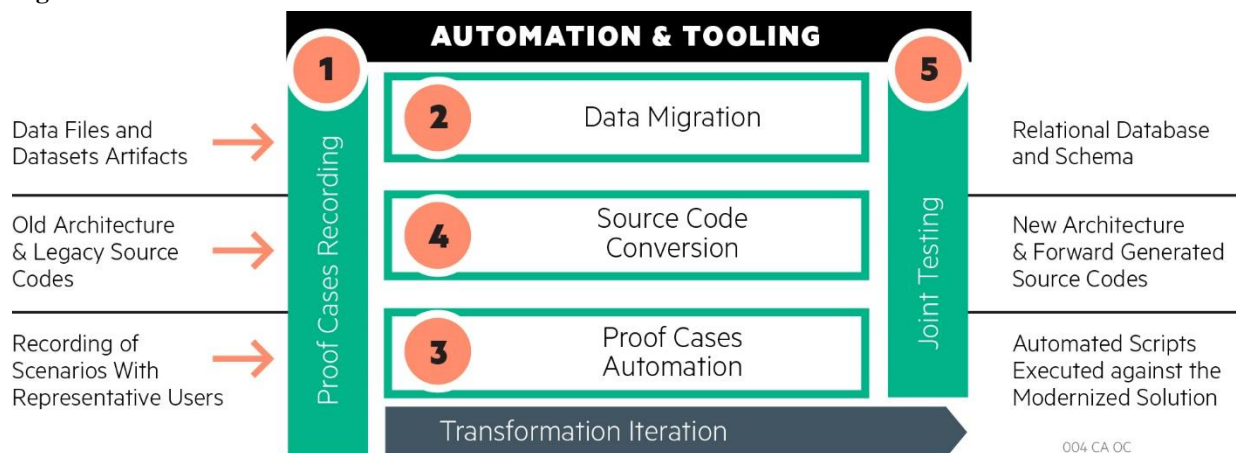 AUTOMATION & TOOLING
1
5
Data Files and
Datasets Artifacts
Old Architecture
& Legacy Source
Codes
Recording of
Scenarios With
Representative Users
Proof Cases Recording
2
Data Migration
4
Source Code
Conversion
3
Proof Cases
Automation
Joint Testing
Relational Database
and Schema
New Architecture
& Forward Generated
Source Codes
Automated Scripts
Executed against the
Modernized Solution
Transformation Iteration
004 CA OC